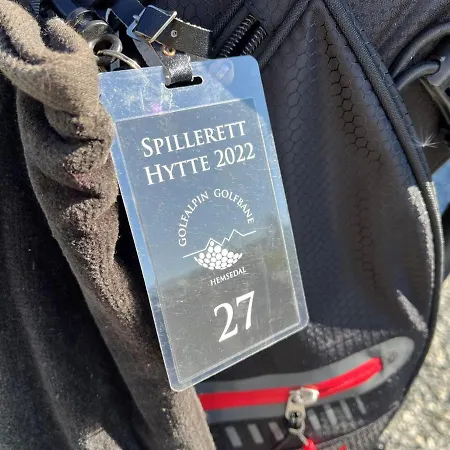 SPILLERETT
HYTTE 2022
GOLFALPIN GOLFBANE
HEMSEDAL
27